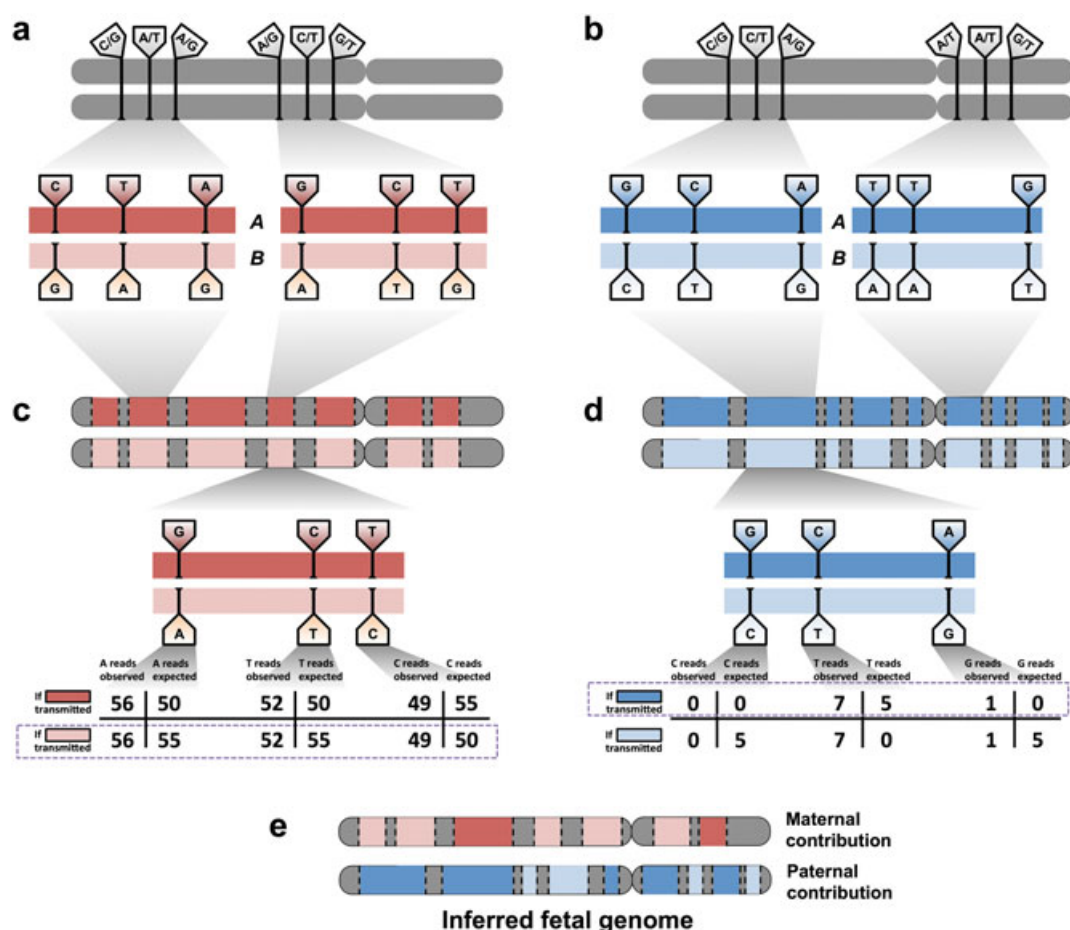 a
b
C/G A/T A/G A/G C/T G/T
C/G C/T A/G A/T A/T G/T
C T A G C T
G C A T T G
A
A
B
B
G A G A T G
C T G A A T
c
d
G C T
G C A
A T C
C T G
A reads observed A reads expected T reads observed T reads expected C reads observed C reads expected
C reads observed C reads expected T reads observed T reads expected G reads observed G reads expected
If transmitted 56 50 52 50 49 55
If transmitted 0 0 7 5 1 0
If transmitted 56 55 52 55 49 50
If transmitted 0 5 7 0 1 5
e
Maternal
contribution
Paternal
contribution
Inferred fetal genome